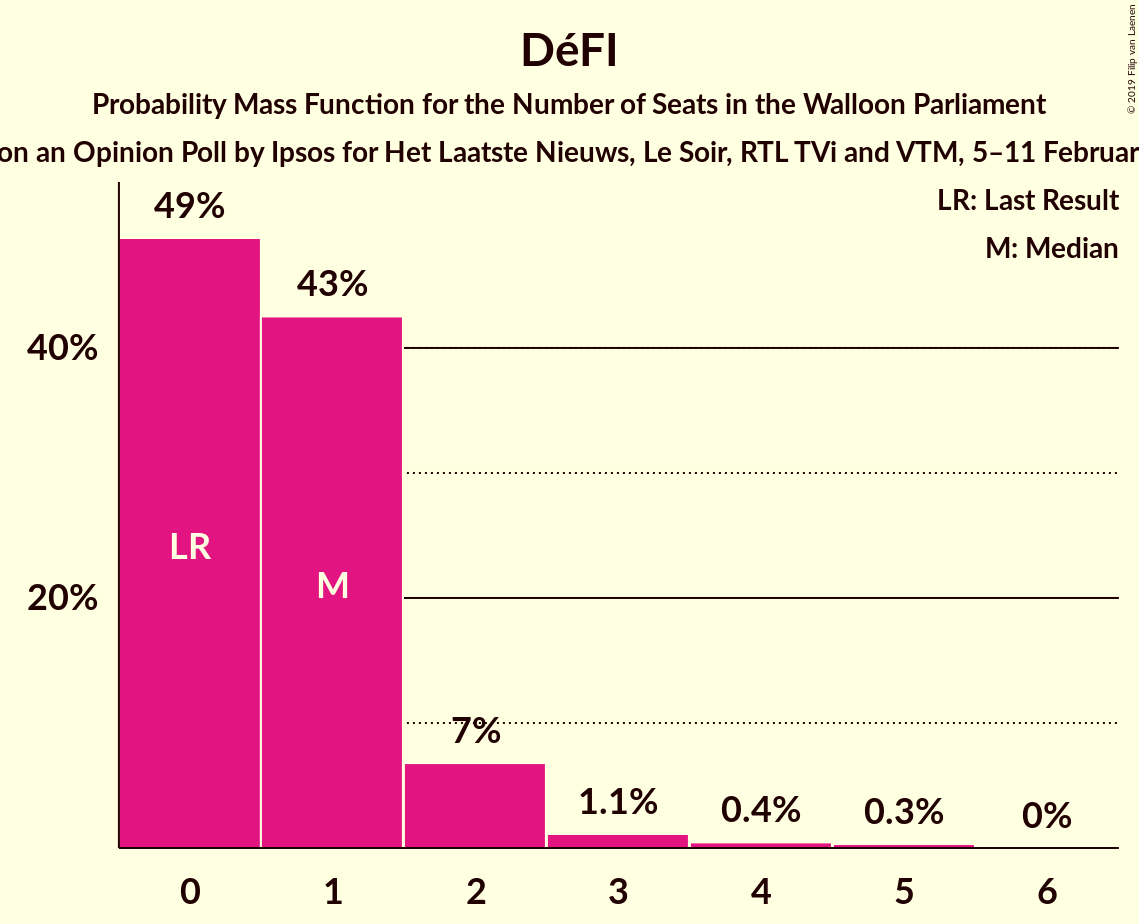 DéFI
Probability Mass Function for the Number of Seats in the Walloon Parliament
on an Opinion Poll by Ipsos for Het Laatste Nieuws, Le Soir, RTL TVi and VTM, 5–11 Februar
© 2019 Filip van Laenen
LR: Last Result
M: Median
49%
43%
40%
LR
M
20%
7%
1.1%
0.4%
0.3%
0%
0 1 2 3 4 5 6